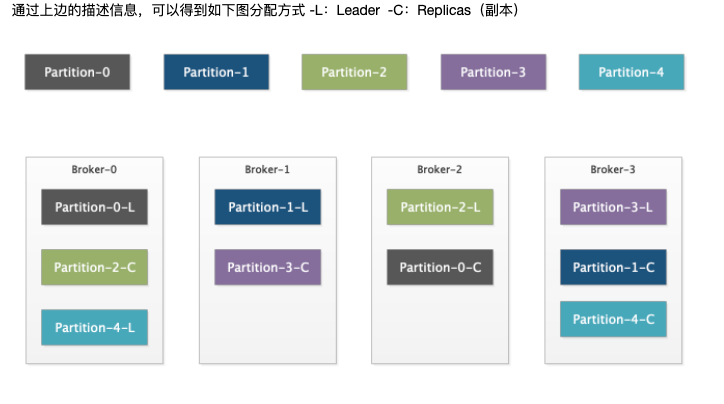 通过上边的描述信息，可以得到如下图分配方式 -L：Leader -C：Replicas（副本）
Partition-0
Partition-1
Partition-2
Partition-3
Partition-4
Broker-0
Partition-0-L
Partition-2-C
Partition-4-L
Broker-1
Partition-1-L
Partition-3-C
Broker-2
Partition-2-L
Partition-0-C
Broker-3
Partition-3-L
Partition-1-C
Partition-4-C